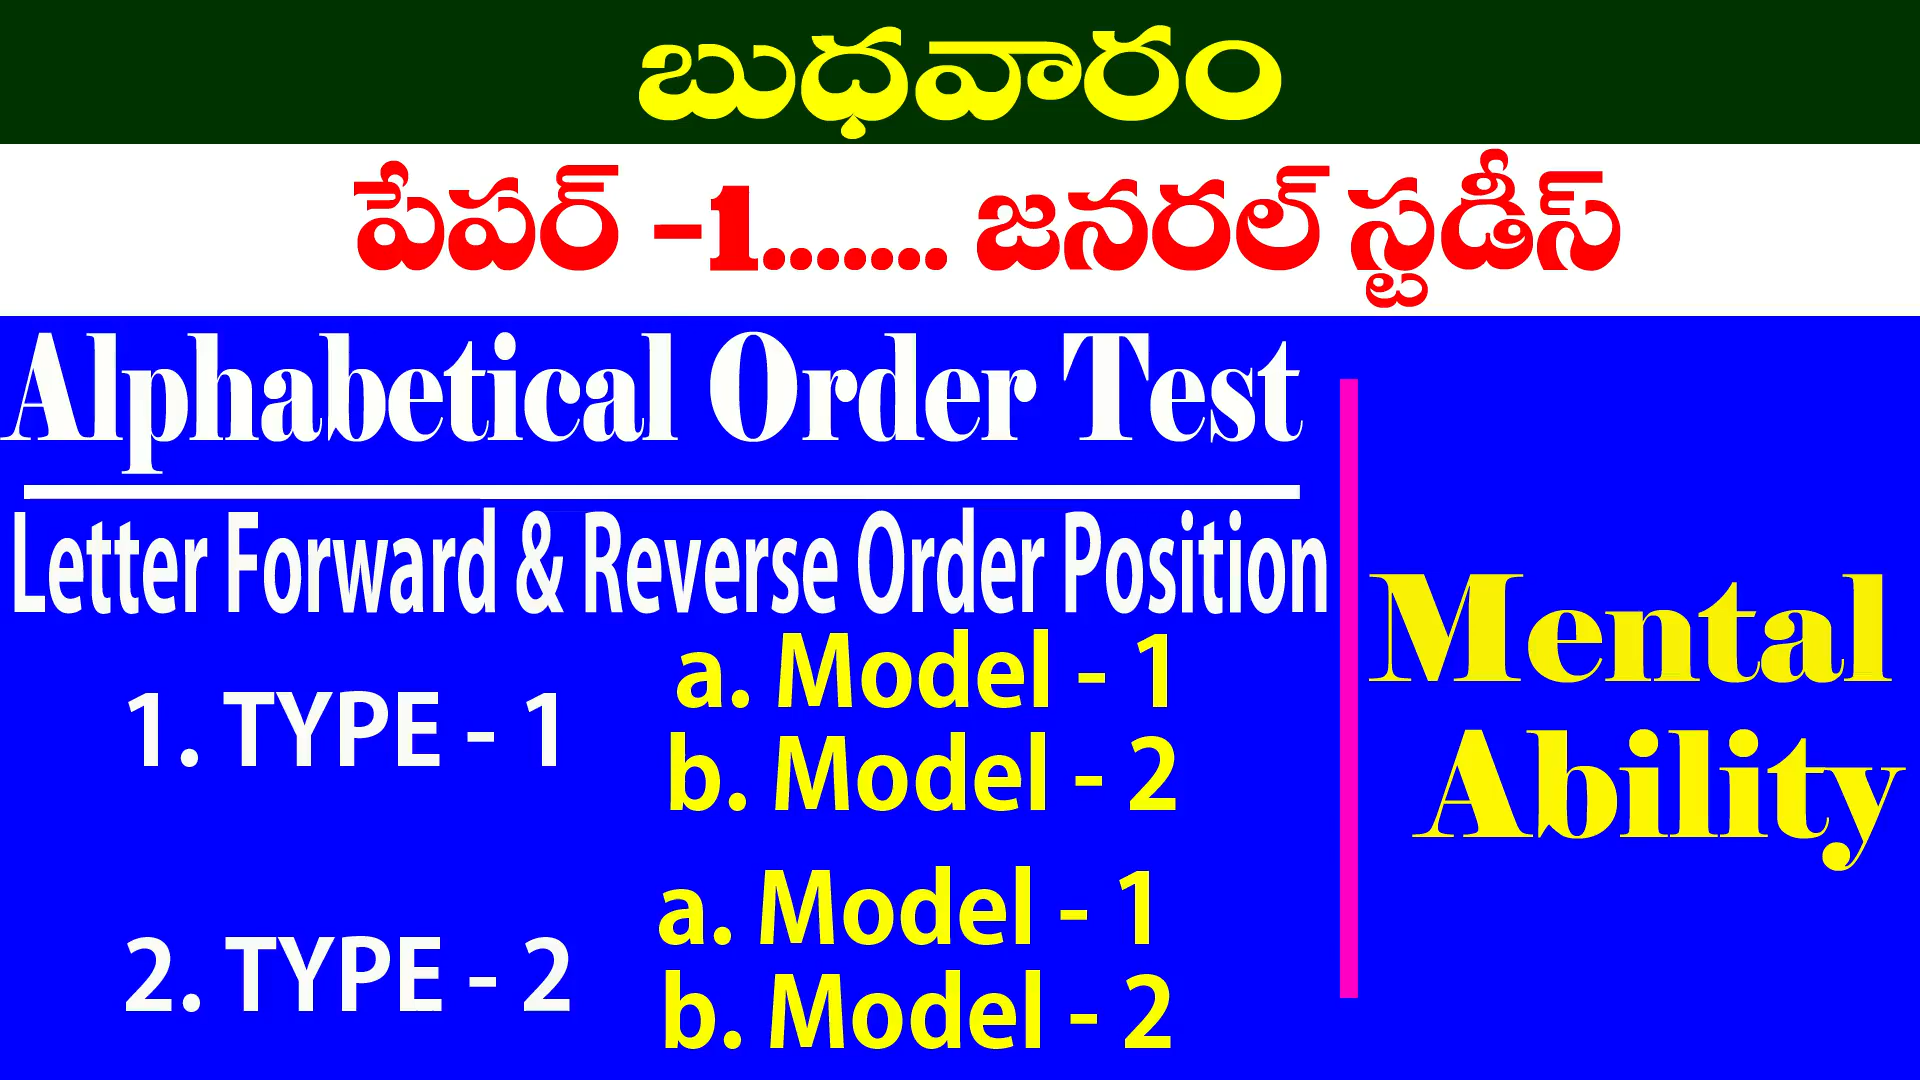 బుధవారం
పేపర్ -1....... జనరల్ స్టడీస్
Alphabetical Order Test
Letter Forward & Reverse Order Position
1. TYPE - 1
a. Model - 1
b. Model - 2
2. TYPE - 2
a. Model - 1
b. Model - 2
Mental
Ability